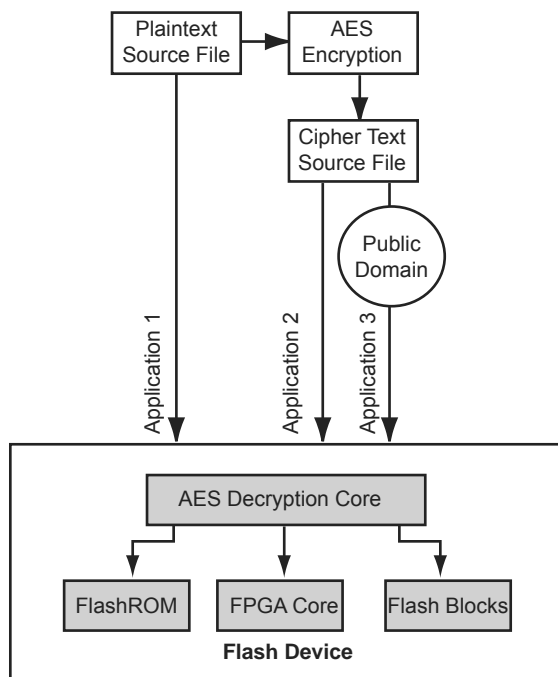 Plaintext
Source File
AES
Encryption
Cipher Text
Source File
Public
Domain
Application 1
Application 2
Application 3
AES Decryption Core
FlashROM
FPGA Core
Flash Blocks
Flash Device